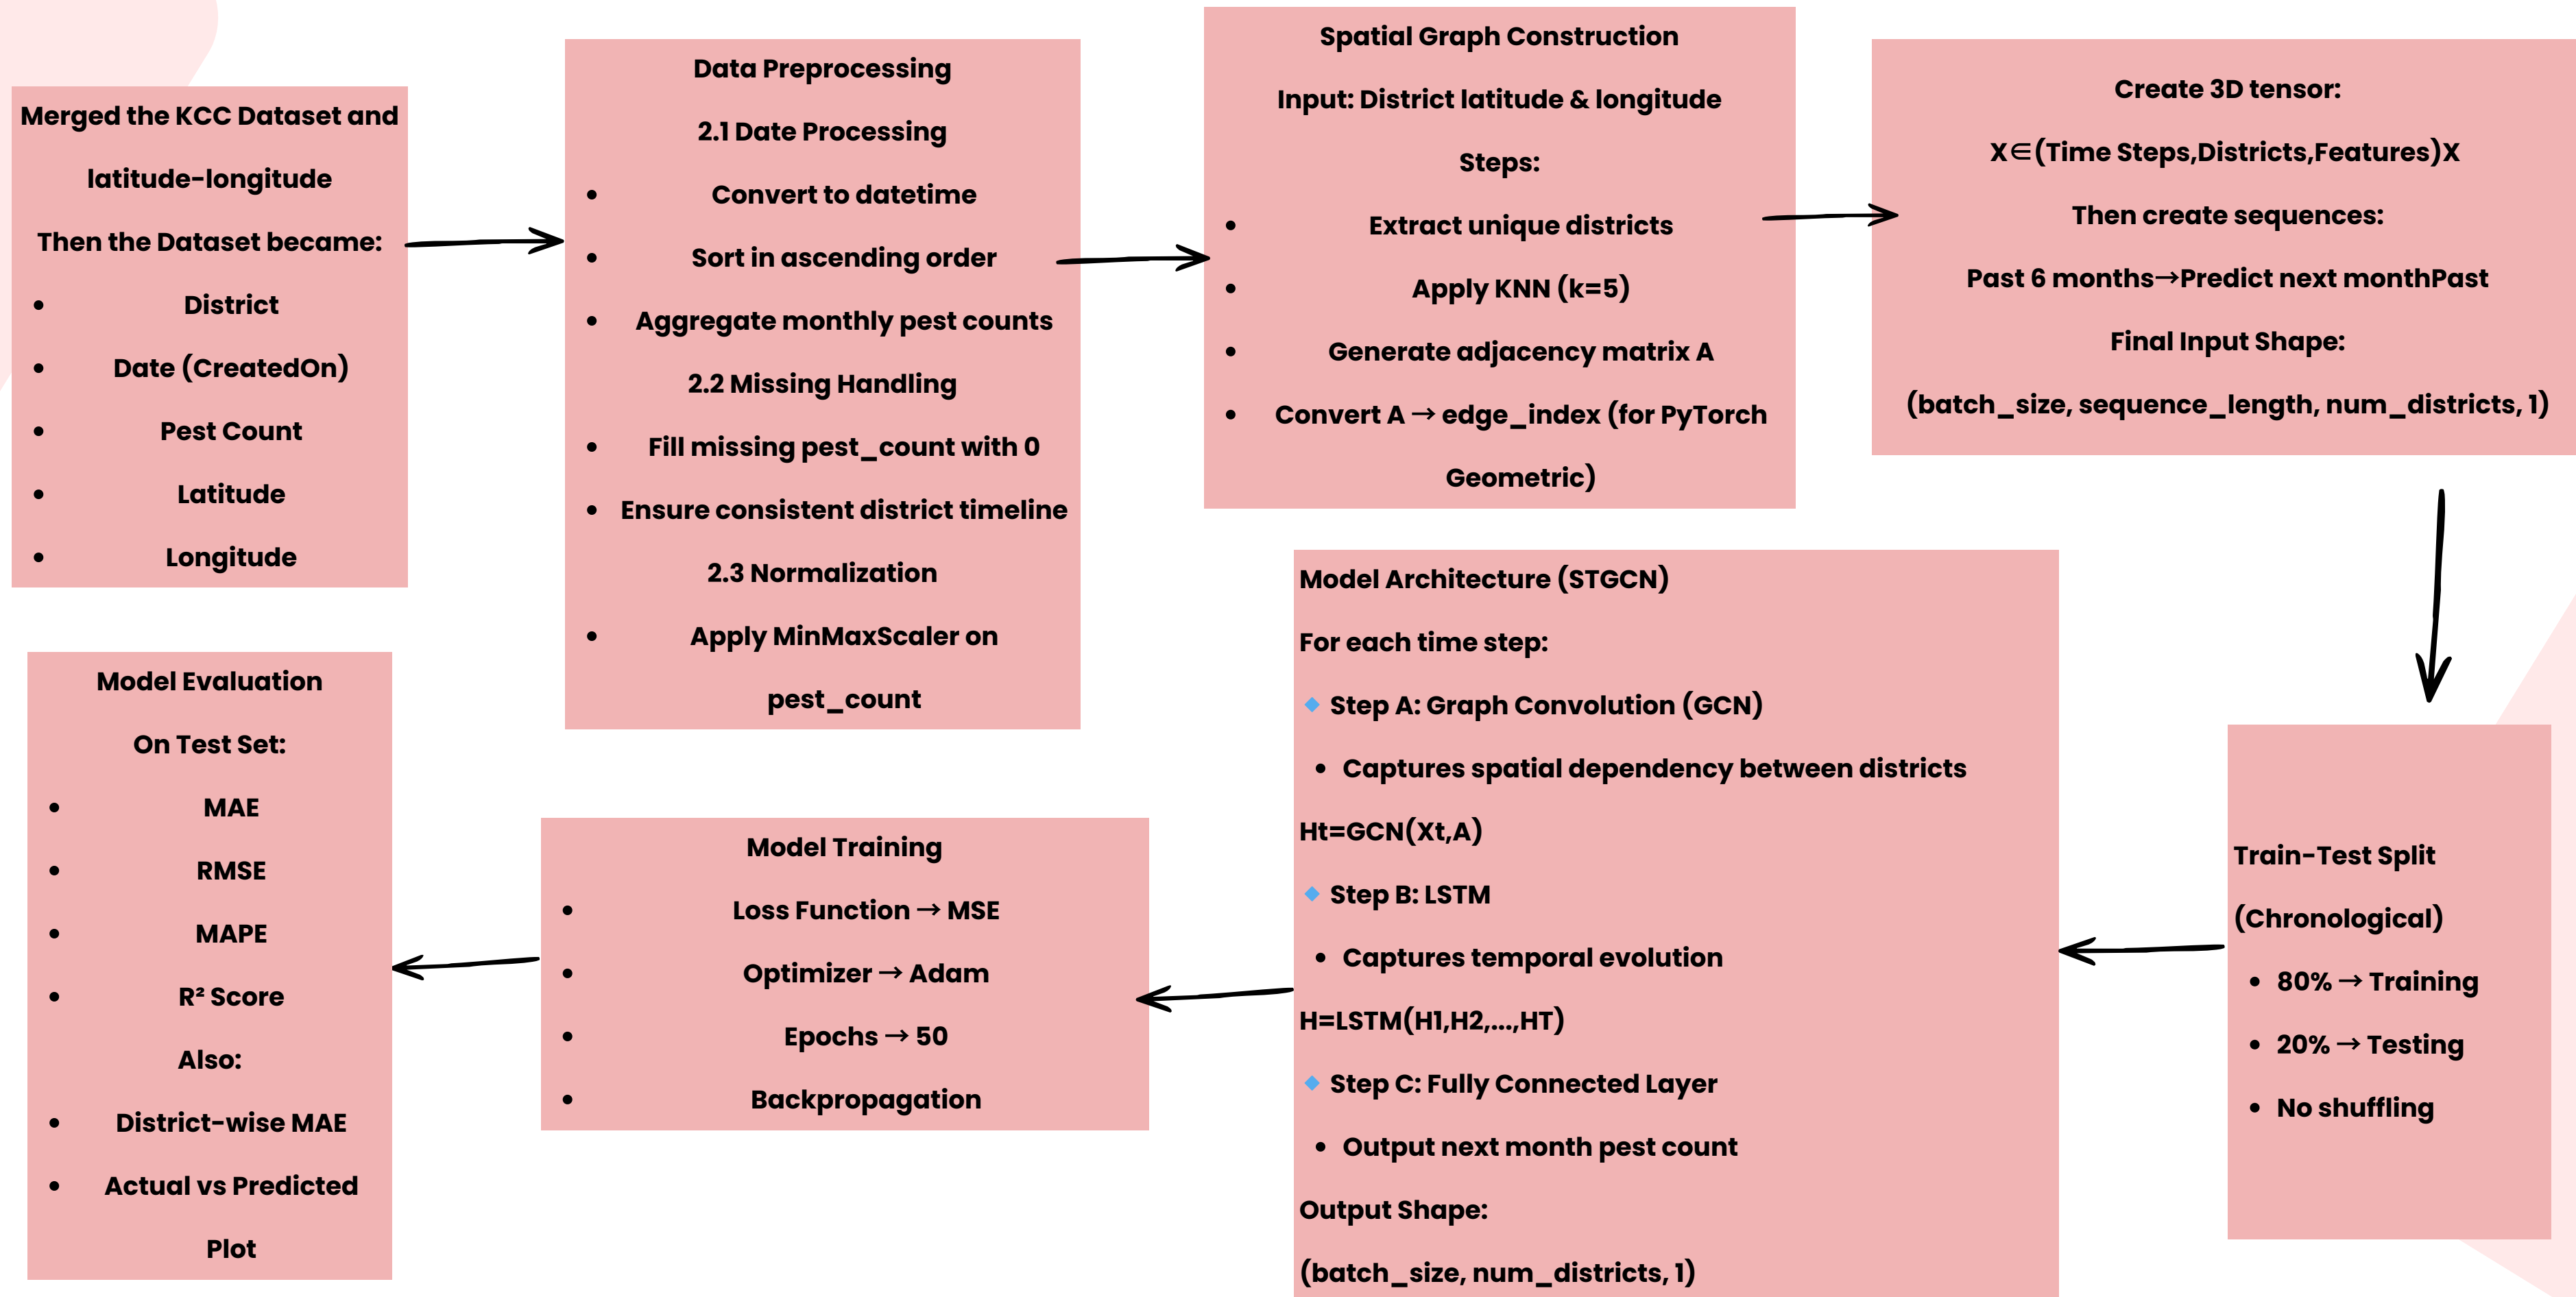 Merged the KCC Dataset and
latitude-longitude
Then the Dataset became:
• District
• Date (CreatedOn)
• Pest Count
• Latitude
• Longitude
Data Preprocessing
2.1 Date Processing
• Convert to datetime
• Sort in ascending order
• Aggregate monthly pest counts
2.2 Missing Handling
• Fill missing pest_count with 0
• Ensure consistent district timeline
2.3 Normalization
• Apply MinMaxScaler on
pest_count
Spatial Graph Construction
Input: District latitude & longitude
Steps:
• Extract unique districts
• Apply KNN (k=5)
• Generate adjacency matrix A
• Convert A → edge_index (for PyTorch
Geometric)
Create 3D tensor:
X∈(Time Steps,Districts,Features)X
Then create sequences:
Past 6 months→Predict next monthPast
Final Input Shape:
(batch_size, sequence_length, num_districts, 1)
Train-Test Split
(Chronological)
• 80% → Training
• 20% → Testing
• No shuffling
Model Architecture (STGCN)
For each time step:
🔹 Step A: Graph Convolution (GCN)
• Captures spatial dependency between districts
Ht=GCN(Xt,A)
🔹 Step B: LSTM
• Captures temporal evolution
H=LSTM(H1,H2,...,HT)
🔹 Step C: Fully Connected Layer
• Output next month pest count
Output Shape:
(batch_size, num_districts, 1)
Model Training
• Loss Function → MSE
• Optimizer → Adam
• Epochs → 50
• Backpropagation
Model Evaluation
On Test Set:
• MAE
• RMSE
• MAPE
• R² Score
Also:
• District-wise MAE
• Actual vs Predicted
Plot